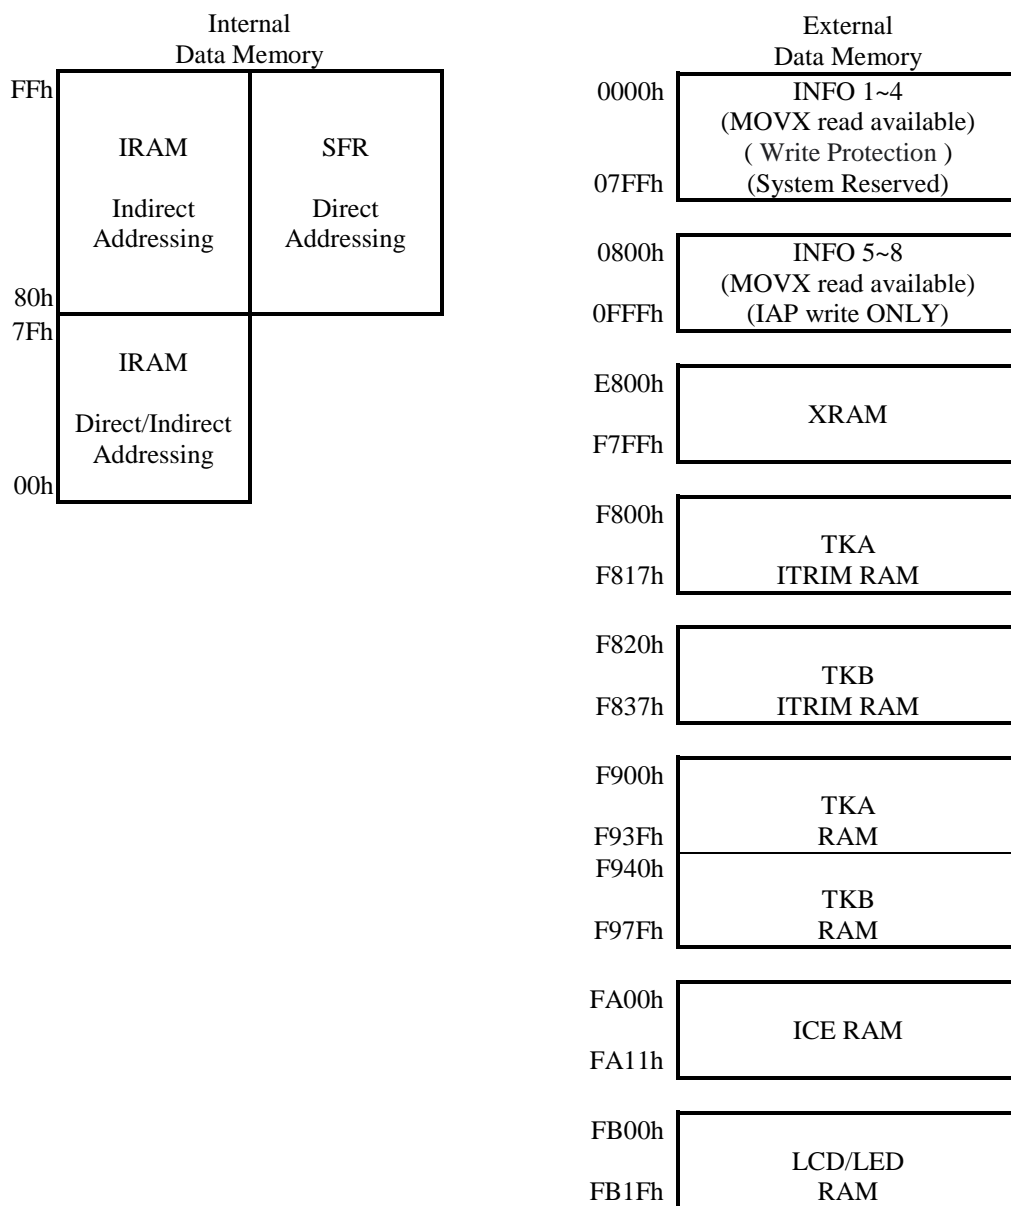 Internal
Data Memory
FFh
IRAM
SFR
Indirect
Addressing
Direct
Addressing
80h
7Fh
IRAM
Direct/Indirect
Addressing
00h
External
Data Memory
0000h
INFO 1~4
(MOVX read available)
( Write Protection )
07FFh
(System Reserved)
0800h
INFO 5~8
(MOVX read available)
0FFFh
(IAP write ONLY)
E800h
XRAM
F7FFh
F800h
TKA
F817h
ITRIM RAM
F820h
TKB
F837h
ITRIM RAM
F900h
TKA
F93Fh
RAM
F940h
TKB
F97Fh
RAM
FA00h
ICE RAM
FA11h
FB00h
LCD/LED
FB1Fh
RAM